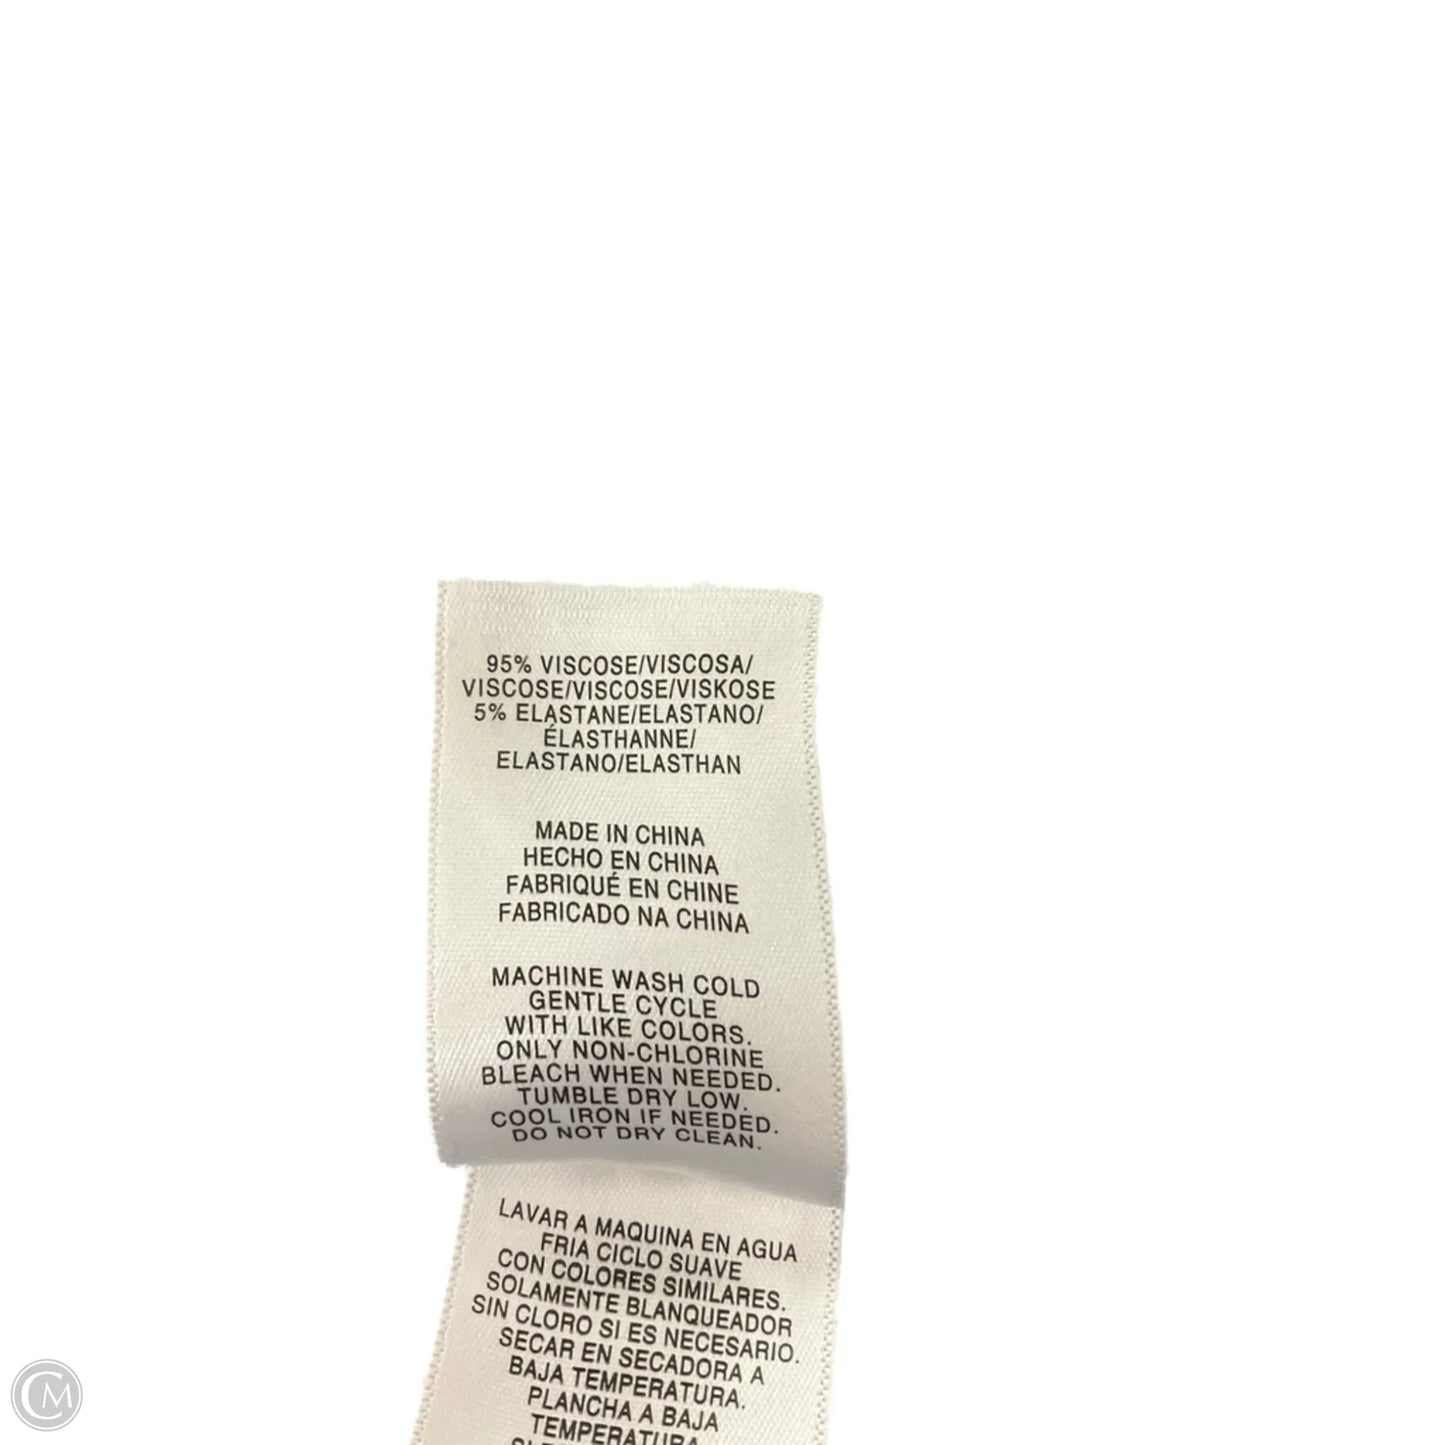 95% VISCOSE/VISCOSA/
VISCOSE/VISCOSE/VISKOSE
5% ELASTANE/ELASTANO/
ÉLASTHANNE/
ELASTANO/ELASTHAN
MADE IN CHINA
HECHO EN CHINA
FABRIQUÉ EN CHINE
FABRICADO NA CHINA
MACHINE WASH COLD
GENTLE CYCLE
WITH LIKE COLORS.
ONLY NON-CHLORINE
BLEACH WHEN NEEDED.
TUMBLE DRY LOW.
COOL IRON IF NEEDED.
DO NOT DRY CLEAN.
LAVAR A MAQUINA EN AGUA
FRIA CICLO SUAVE
CON COLORES SIMILARES.
SOLAMENTE BLANQUEADOR
SIN CLORO SI ES NECESARIO.
SECAR EN SECADORA A
BAJA TEMPERATURA.
PLANCHA A BAJA
TEMPERATURA
CM